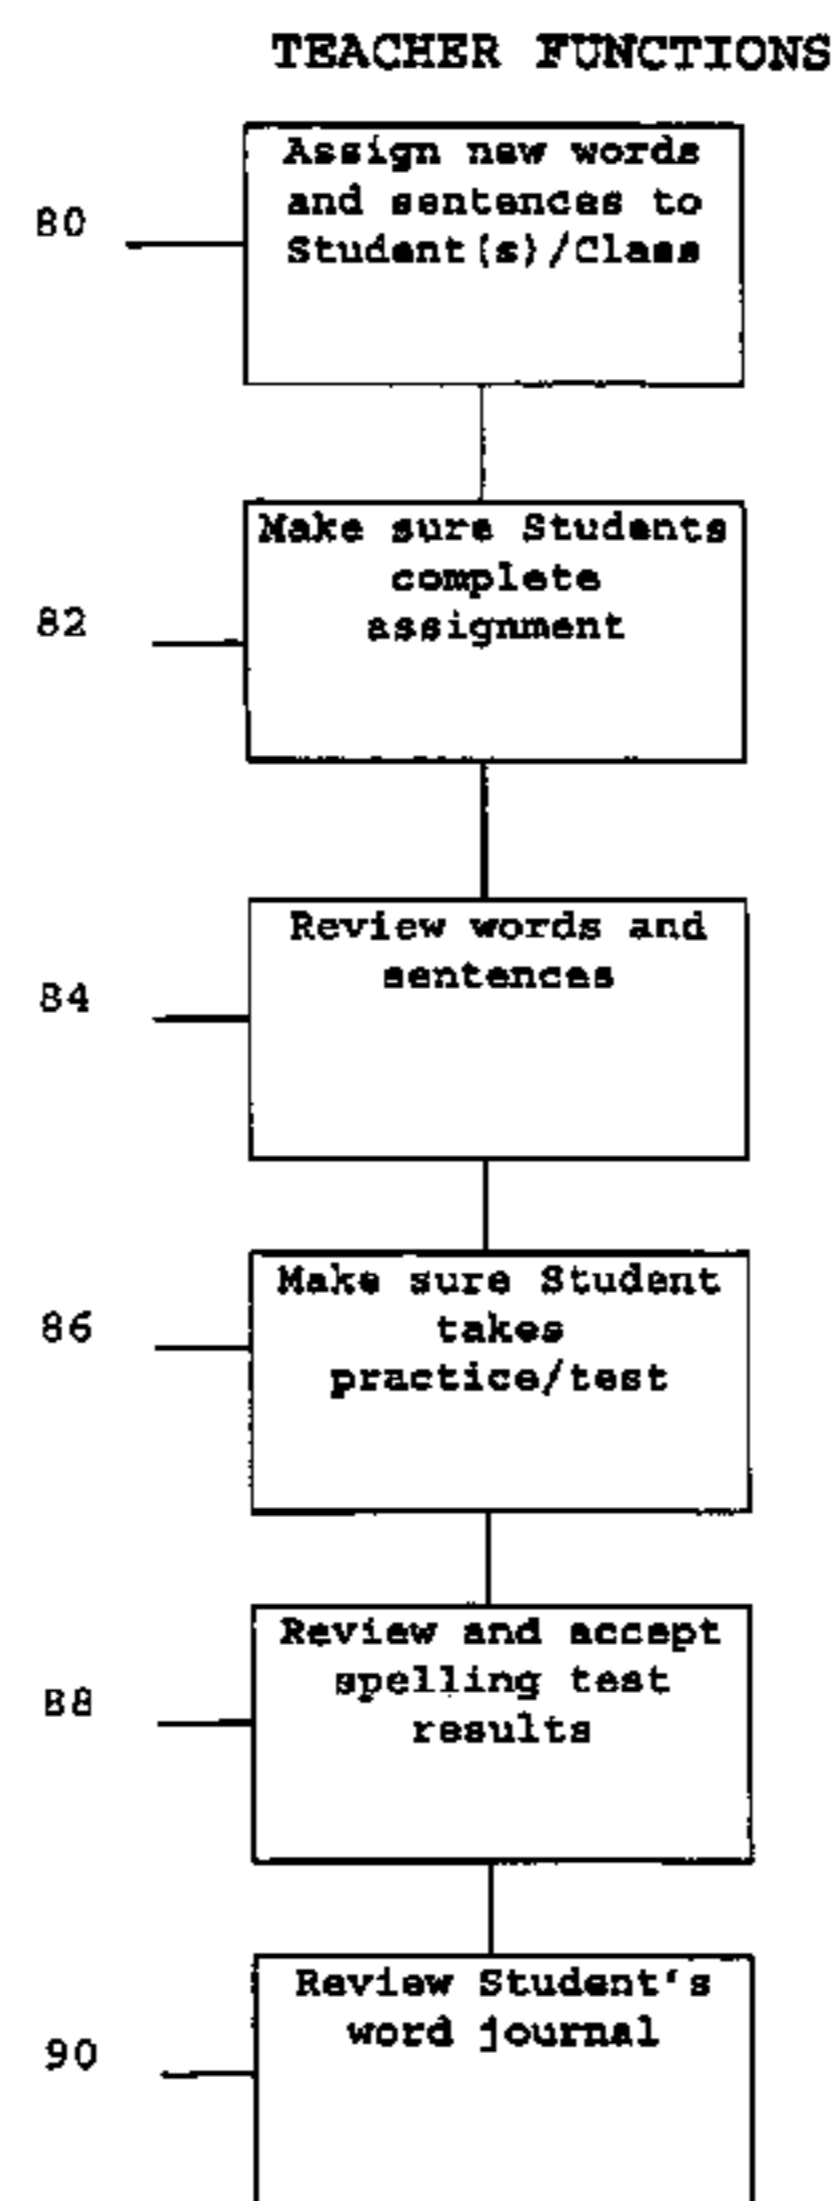 TEACHER FUNCTIONS
Assign new words
and sentences to
Student(s)/Class
80
Make sure Students
complete
assignment
82
Review words and
sentences
84
Make sure Student
takes
practice/test
86
Review and accept
spelling test
results
88
Review Student's
word journal
90